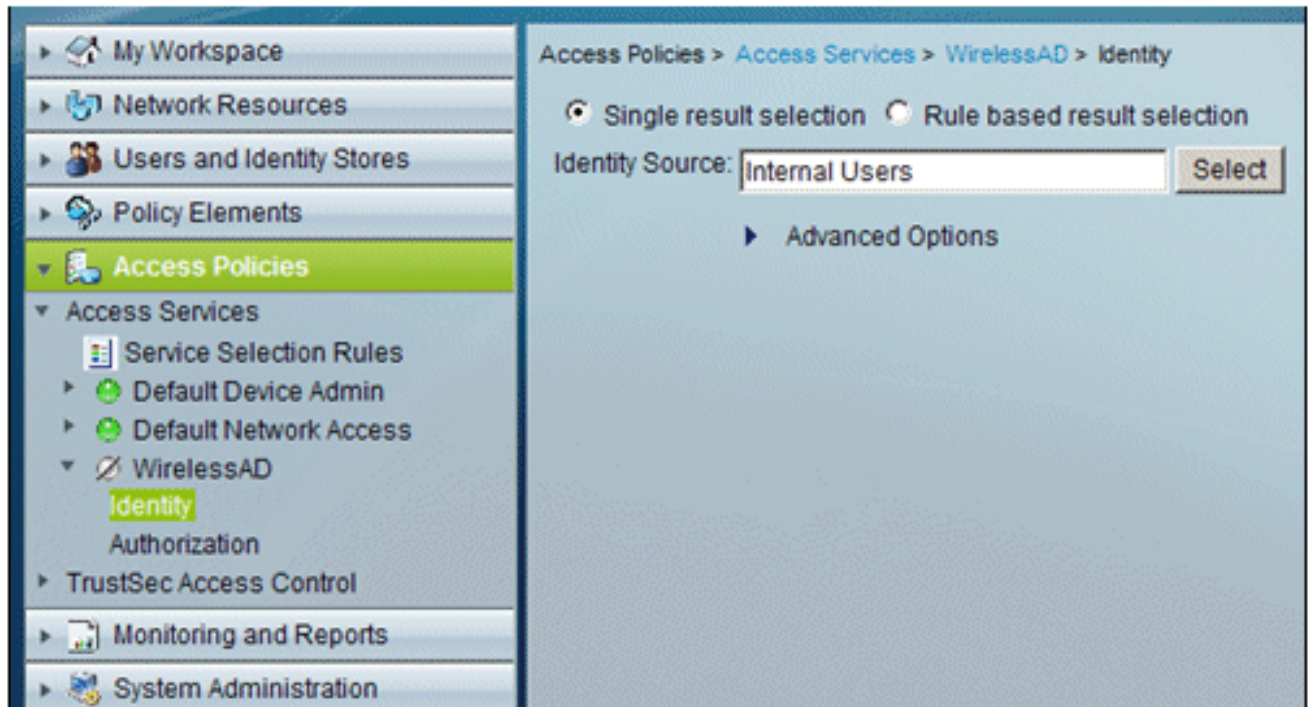 My Workspace
Network Resources
Users and Identity Stores
Policy Elements
Access Policies
Access Services
Service Selection Rules
Default Device Admin
Default Network Access
WirelessAD
Identity
Authorization
TrustSec Access Control
Monitoring and Reports
System Administration
Access Policies > Access Services > WirelessAD > Identity
Single result selection Rule based result selection
Identity Source: Internal Users Select
Advanced Options